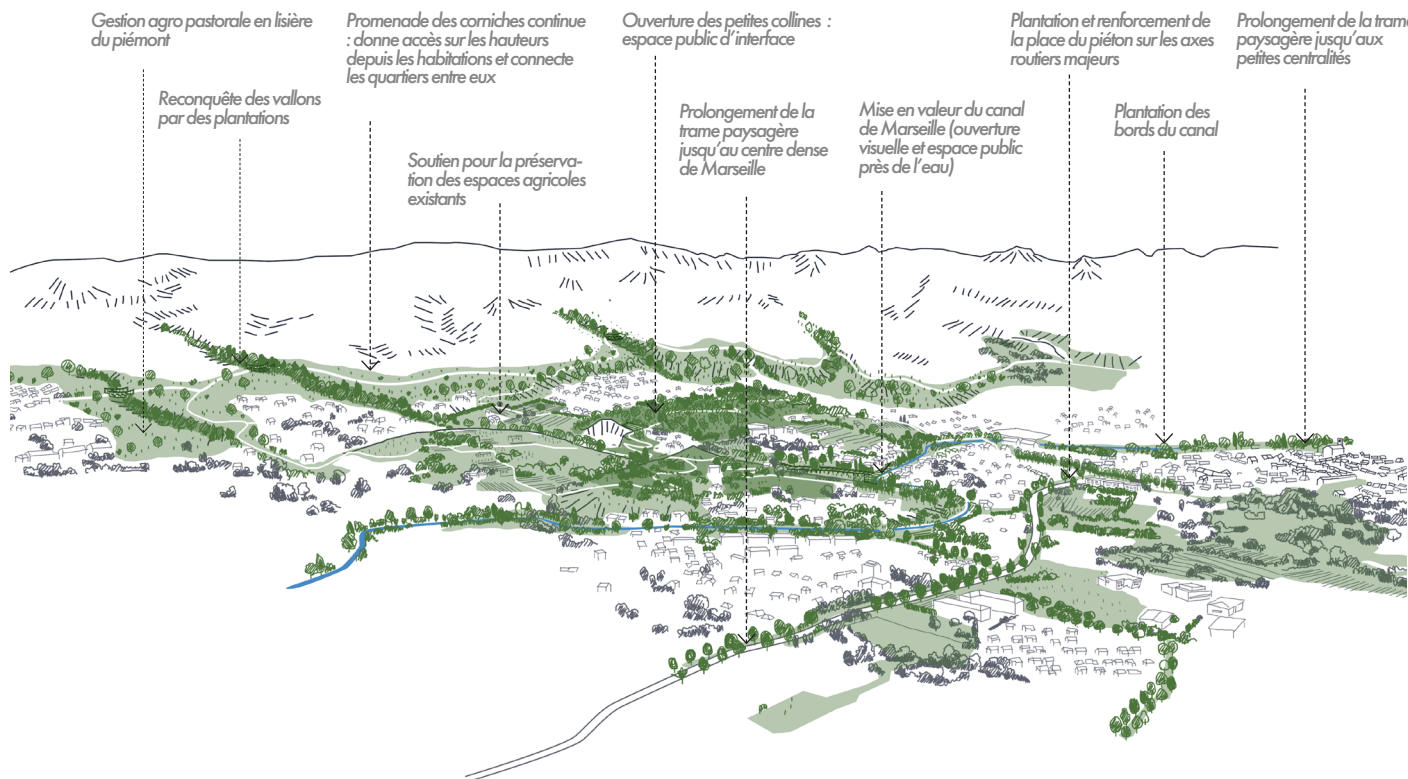 Gestion agro pastorale en lisière
du piémont
Reconquête des vallons
par des plantations
Promenade des corniches continue
: donne accès sur les hauteurs
depuis les habitations et connecte
les quartiers entre eux
Soutien pour la préserva-
tion des espaces agricoles
existants
Ouverture des petites collines :
espace public d'interface
Prolongement de la
trame paysagère
jusqu'au centre dense
de Marseille
Mise en valeur du canal
de Marseille (ouverture
visuelle et espace public
près de l'eau)
Plantation et renforcement de
la place du piéton sur les axes
routiers majeurs
Plantation des
bords du canal
Prolongement de la trame
paysagère jusqu'aux
petites centralités